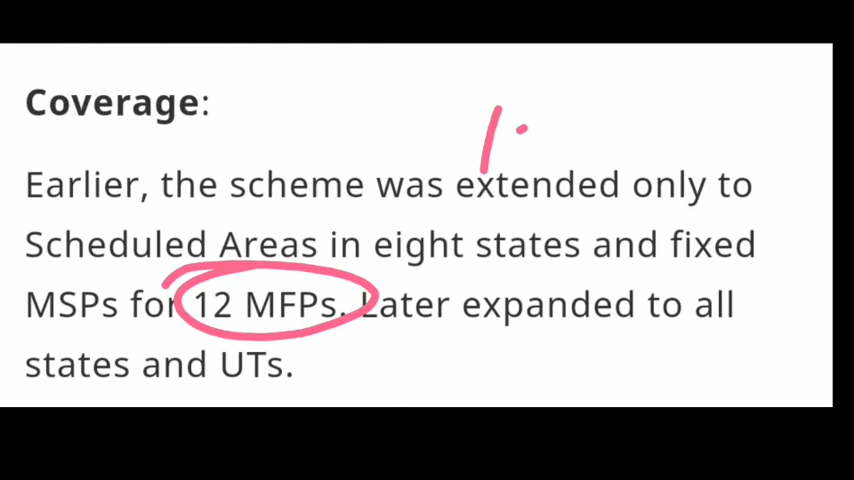 Coverage:
Earlier, the scheme was extended only to
Scheduled Areas in eight states and fixed
MSPs for 12 MFPs. Later expanded to all
states and UTs.